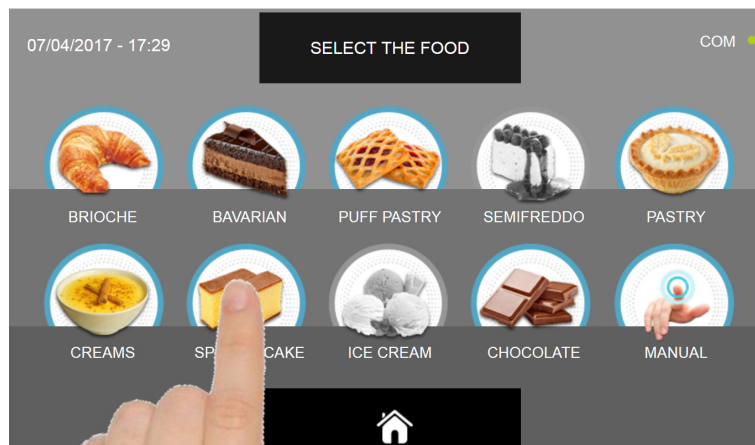 07/04/2017 - 17:29
SELECT THE FOOD
COM
BRIOCHE
BAVARIAN
PUFF PASTRY
SEMIFREDDO
PASTRY
CREAMS
SP CAKE
ICE CREAM
CHOCOLATE
MANUAL